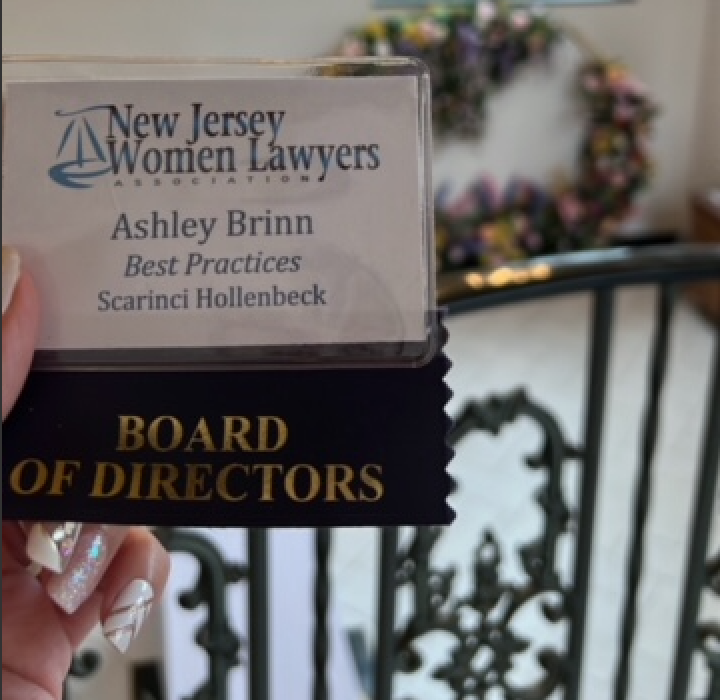 New Jersey
Women Lawyers
ASSOCIATION
Ashley Brinn
Best Practices
Scarinci Hollenbeck
BOARD
OF DIRECTORS